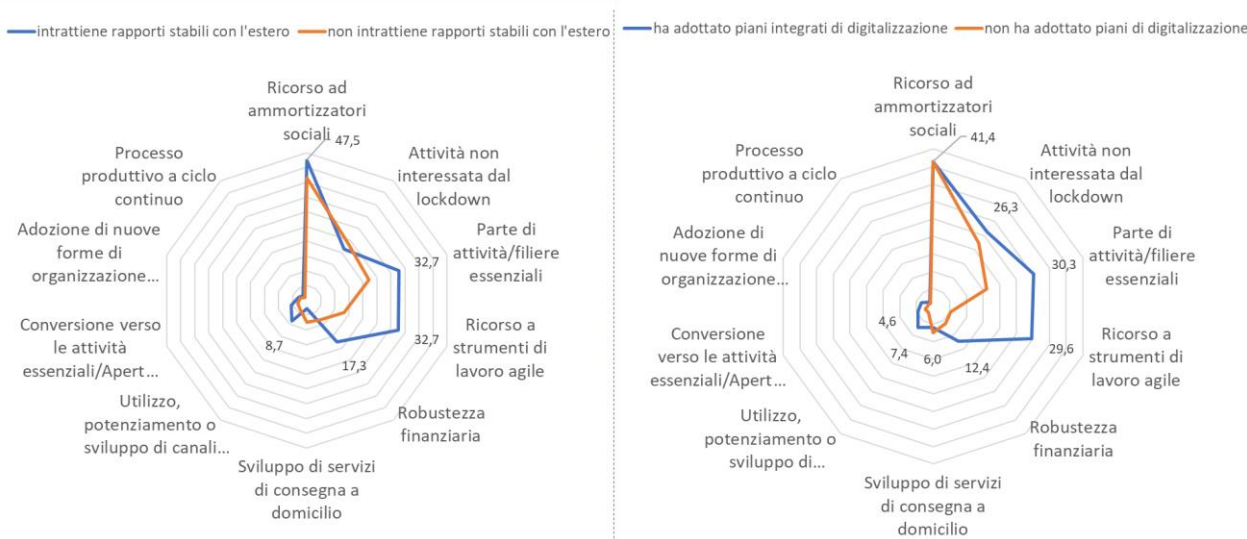 intrattiene rapporti stabili con l'estero
non intrattiene rapporti stabili con l'estero
Ricorso ad
ammortizzatori
sociali
47,5
Attività non
interessata dal
lockdown
Parte di
attività/filiere
essenziali
32,7
Ricorso a
strumenti di
lavoro agile
32,7
Robustezza
finanziaria
17,3
Sviluppo di servizi
di consegna a
domicilio
Utilizzo,
potenziamento o
sviluppo di canali...
8,7
Conversione verso
le attività
essenziali/Apert...
Adozione di nuove
forme di
organizzazione...
Processo
produttivo a ciclo
continuo
ha adottato piani integrati di digitalizzazione
non ha adottato piani di digitalizzazione
Ricorso ad
ammortizzatori
sociali
41,4
Attività non
interessata dal
lockdown
26,3
Parte di
attività/filiere
essenziali
30,3
Ricorso a
strumenti di
lavoro agile
29,6
Robustezza
finanziaria
12,4
Sviluppo di servizi
di consegna a
domicilio
6,0
Utilizzo,
potenziamento o
sviluppo di...
7,4
Conversione verso
le attività
essenziali/Apert...
4,6
Adozione di
nuove forme di
organizzazione...
Processo
produttivo a ciclo
continuo